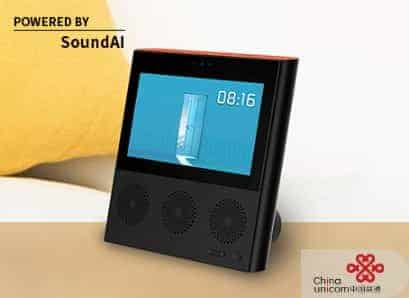 POWERED BY
SoundAI
08:16
China
unicom中国联通